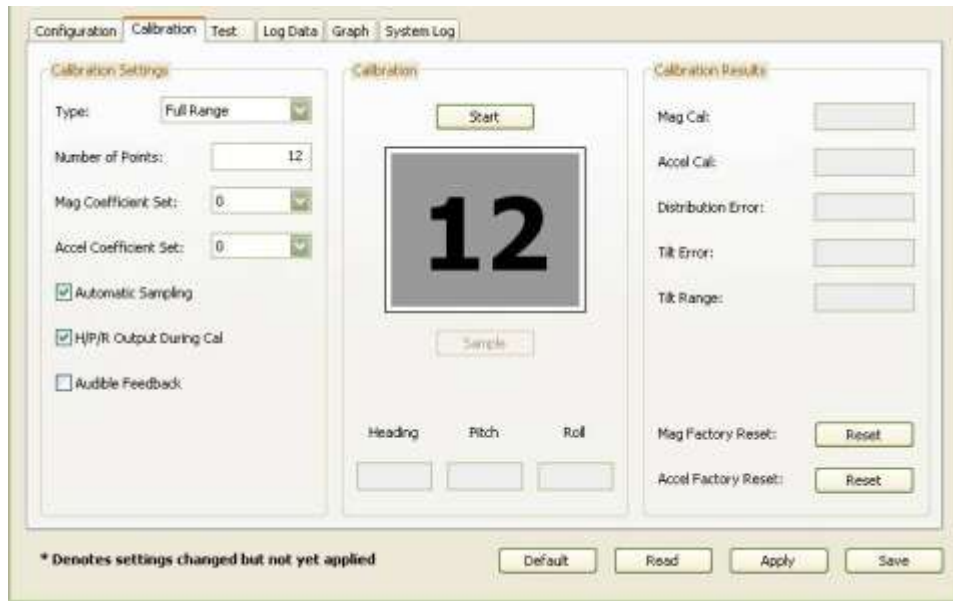 Configuration Calibration Test Log Data Graph System Log
Calibration Settings
Type: Full Range
Number of Points: 12
Mag Coefficient Set: 0
Accel Coefficient Set: 0
Automatic Sampling
H/P/R Output During Cal
Audible Feedback
Calibration
Start
12
Sample
Heading Pitch Roll
Calibration Results
Mag Cal:
Accel Cal:
Distribution Error:
Tilt Error:
Tilt Range:
Mag Factory Reset: Reset
Accel Factory Reset: Reset
* Denotes settings changed but not yet applied
Default Read Apply Save